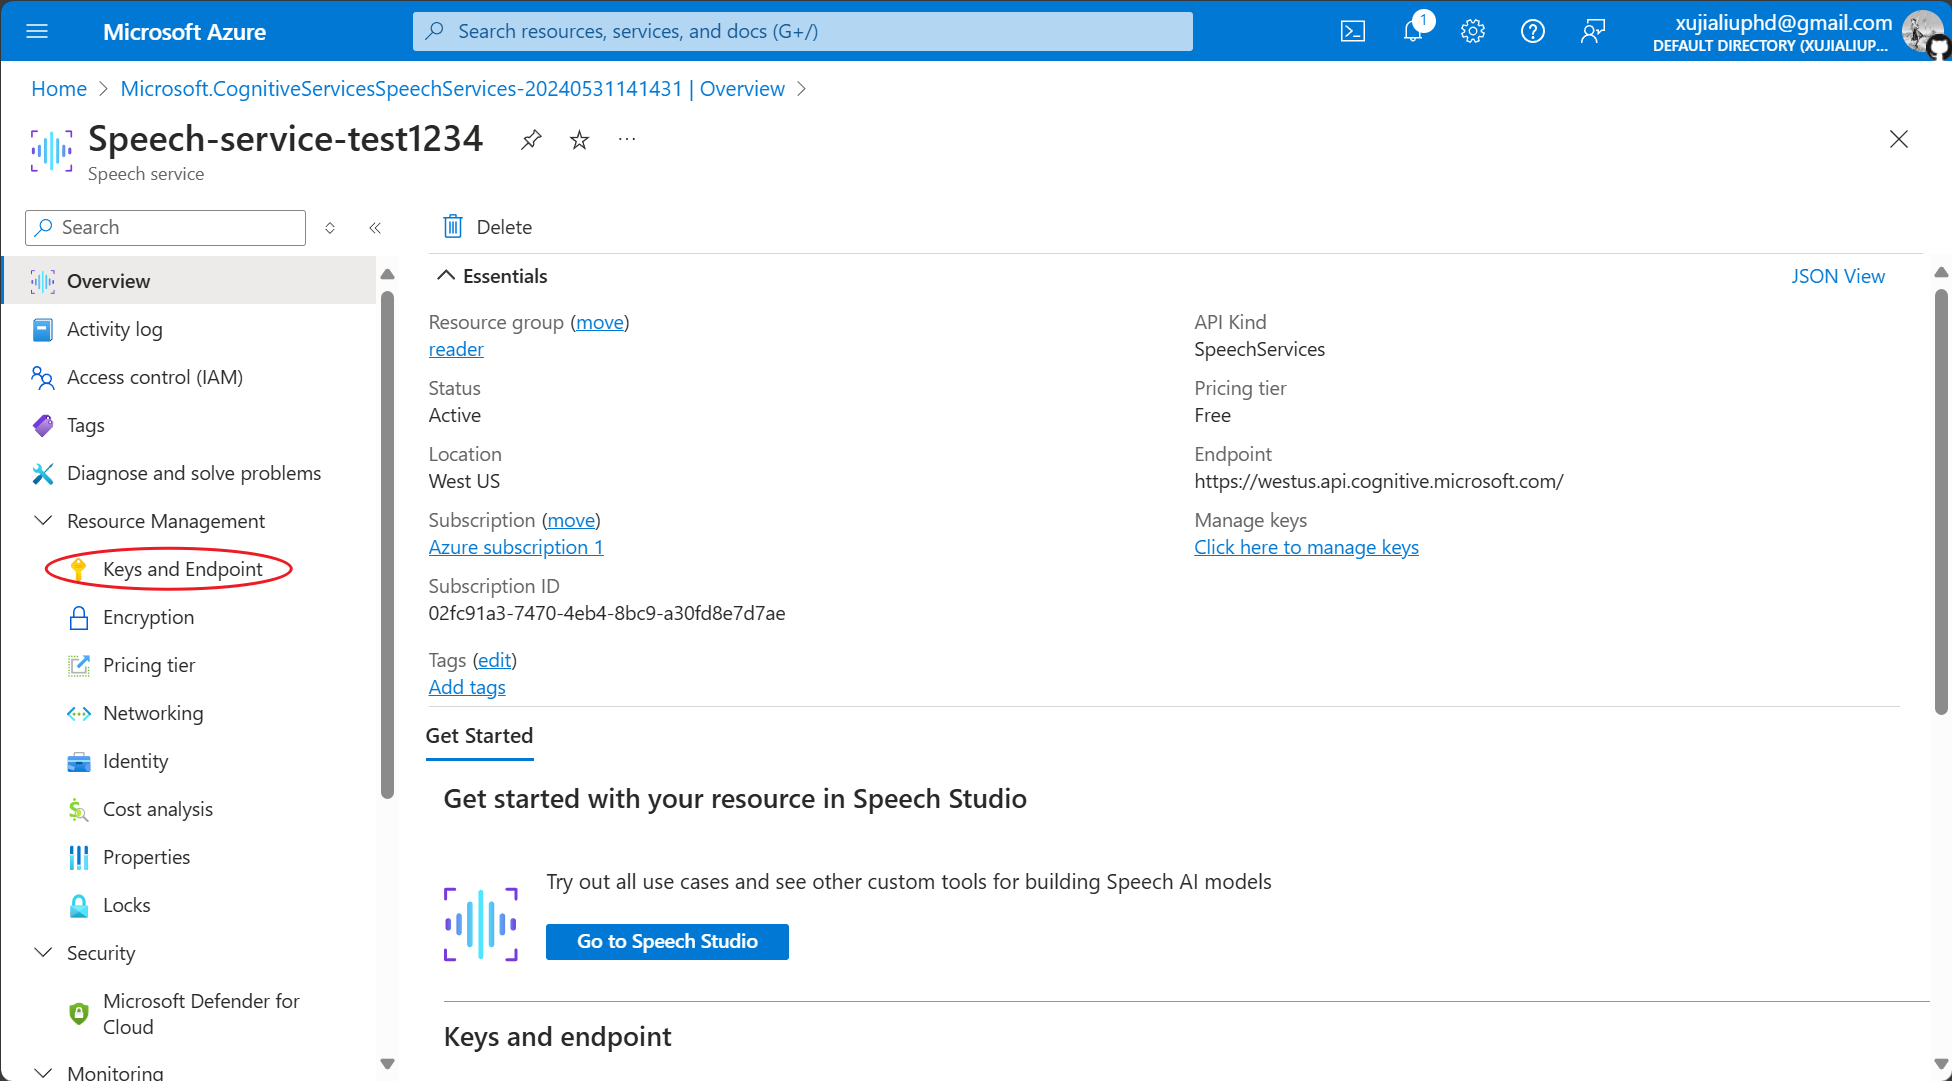 Microsoft Azure
Search resources, services, and docs (G+/)
1
xujialiuphd@gmail.com
DEFAULT DIRECTORY (XUJIALIUP...
Home > Microsoft.CognitiveServicesSpeechServices-20240531141431 | Overview >
Speech-service-test1234
Speech service
Search
Overview
Activity log
Access control (IAM)
Tags
Diagnose and solve problems
Resource Management
Keys and Endpoint
Encryption
Pricing tier
Networking
Identity
Cost analysis
Properties
Locks
Security
Microsoft Defender for
Cloud
Monitoring
Delete
Essentials
JSON View
Resource group (move)
reader
Status
Active
Location
West US
Subscription (move)
Azure subscription 1
Subscription ID
02fc91a3-7470-4eb4-8bc9-a30fd8e7d7ae
Tags (edit)
Add tags
API Kind
SpeechServices
Pricing tier
Free
Endpoint
https://westus.api.cognitive.microsoft.com/
Manage keys
Click here to manage keys
Get Started
Get started with your resource in Speech Studio
Try out all use cases and see other custom tools for building Speech AI models
Go to Speech Studio
Keys and endpoint